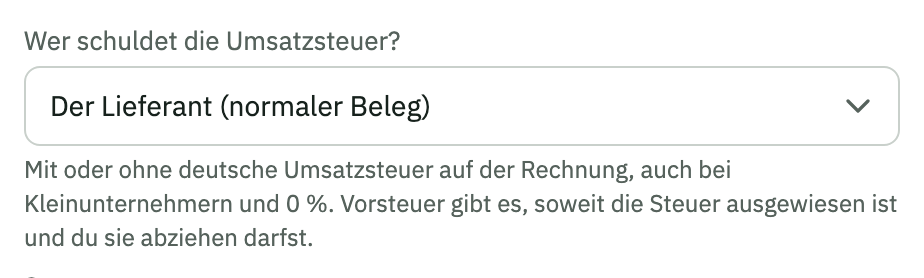 Wer schuldet die Umsatzsteuer?
Der Lieferant (normaler Beleg)
Mit oder ohne deutsche Umsatzsteuer auf der Rechnung, auch bei
Kleinunternehmern und 0 %. Vorsteuer gibt es, soweit die Steuer ausgewiesen ist
und du sie abziehen darfst.